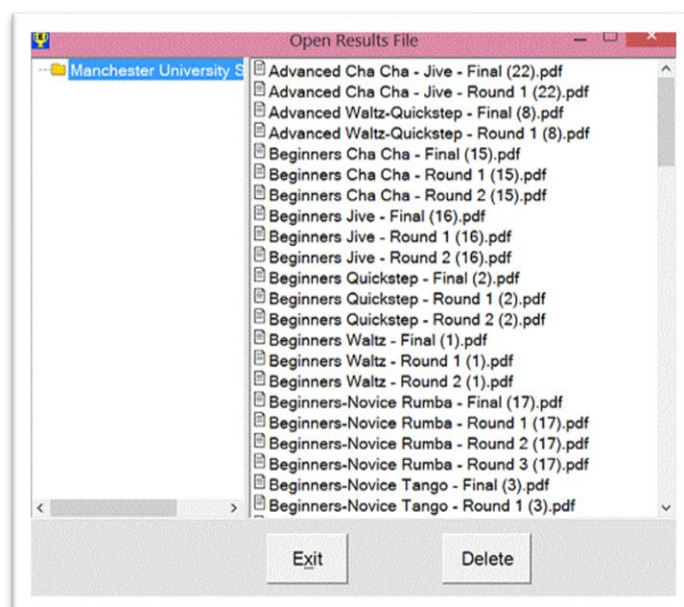 Open Results File
Manchester University S
Advanced Cha Cha - Jive - Final (22).pdf
Advanced Cha Cha - Jive - Round 1 (22).pdf
Advanced Waltz-Quickstep - Final (8).pdf
Advanced Waltz-Quickstep - Round 1 (8).pdf
Beginners Cha Cha - Final (15).pdf
Beginners Cha Cha - Round 1 (15).pdf
Beginners Cha Cha - Round 2 (15).pdf
Beginners Jive - Final (16).pdf
Beginners Jive - Round 1 (16).pdf
Beginners Jive - Round 2 (16).pdf
Beginners Quickstep - Final (2).pdf
Beginners Quickstep - Round 1 (2).pdf
Beginners Quickstep - Round 2 (2).pdf
Beginners Waltz - Final (1).pdf
Beginners Waltz - Round 1 (1).pdf
Beginners Waltz - Round 2 (1).pdf
Beginners-Novice Rumba - Final (17).pdf
Beginners-Novice Rumba - Round 1 (17).pdf
Beginners-Novice Rumba - Round 2 (17).pdf
Beginners-Novice Rumba - Round 3 (17).pdf
Beginners-Novice Tango - Final (3).pdf
Beginners-Novice Tango - Round 1 (3).pdf
Exit
Delete